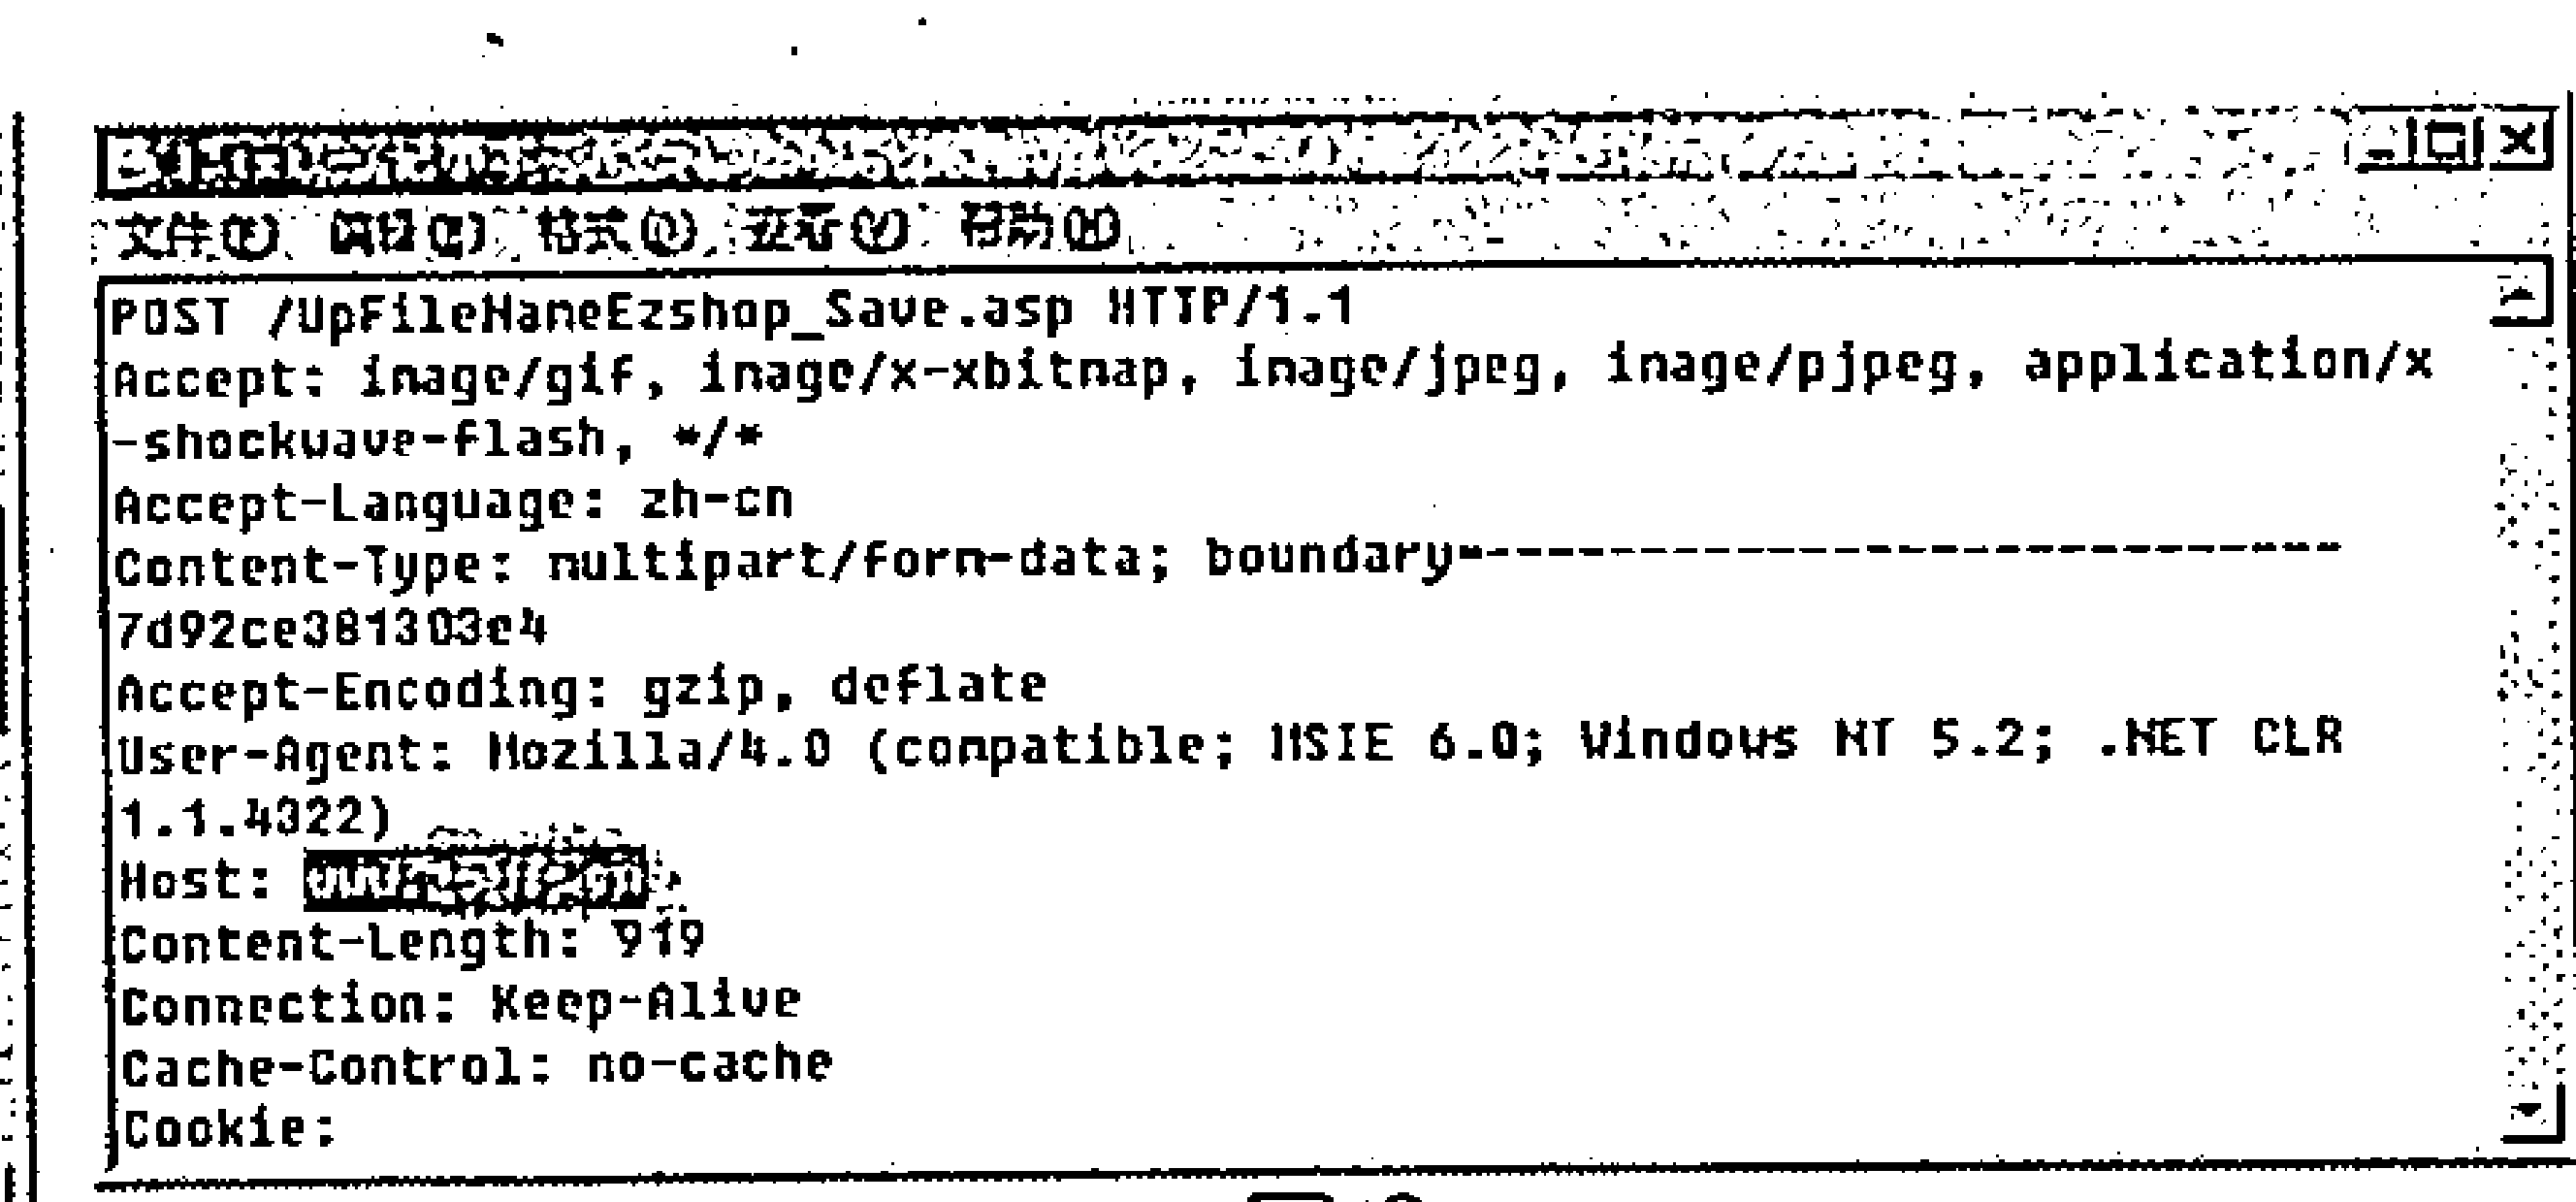 文件(F) 编辑(E) 格式(O) 查看(V) 帮助(H)
POST /UpFileNameEzshop_Save.asp HTTP/1.1
Accept: image/gif, image/x-xbitmap, image/jpeg, image/pjpeg, application/x
-shockwave-flash, */*
Accept-Language: zh-cn
Content-Type: multipart/form-data; boundary=---------------------------
7d92ce381303e4
Accept-Encoding: gzip, deflate
User-Agent: Mozilla/4.0 (compatible; MSIE 6.0; Windows NT 5.2; .NET CLR
1.1.4322)
Host:
Content-Length: 919
Connection: Keep-Alive
Cache-Control: no-cache
Cookie: